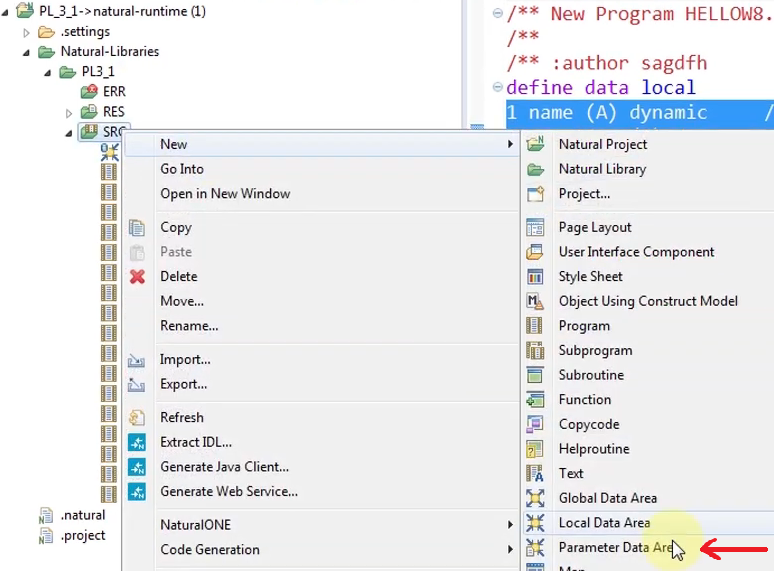 PL_3_1->natural-runtime (1)
.settings
Natural-Libraries
PL3_1
ERR
RES
SRC
.natural
.project
/** New Program HELLOW8.
/**
/** :author sagdfh
define data local
1 name (A) dynamic /
New
Go Into
Open in New Window
Copy
Paste
Delete
Move...
Rename...
Import...
Export...
Refresh
Extract IDL...
Generate Java Client...
Generate Web Service...
NaturalONE
Code Generation
Natural Project
Natural Library
Project...
Page Layout
User Interface Component
Style Sheet
Object Using Construct Model
Program
Subprogram
Subroutine
Function
Copycode
Helproutine
Text
Global Data Area
Local Data Area
Parameter Data Area
Map